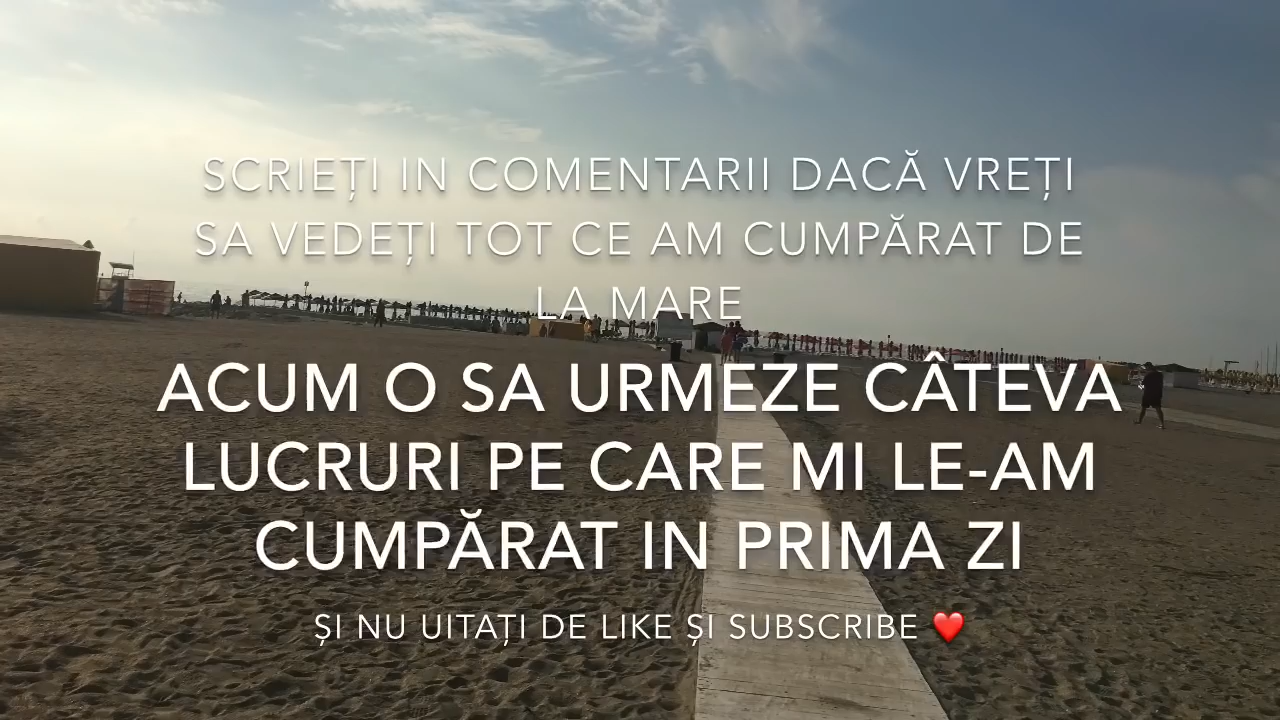 SCRIEȚI IN COMENTARII DACĂ VREȚI
SA VEDEȚI TOT CE AM CUMPĂRAT DE
LA MARE
ACUM O SA URMEZE CÂTEVA
LUCRURI PE CARE MI LE-AM
CUMPĂRAT IN PRIMA ZI
ȘI NU UITAȚI DE LIKE ȘI SUBSCRIBE ❤️